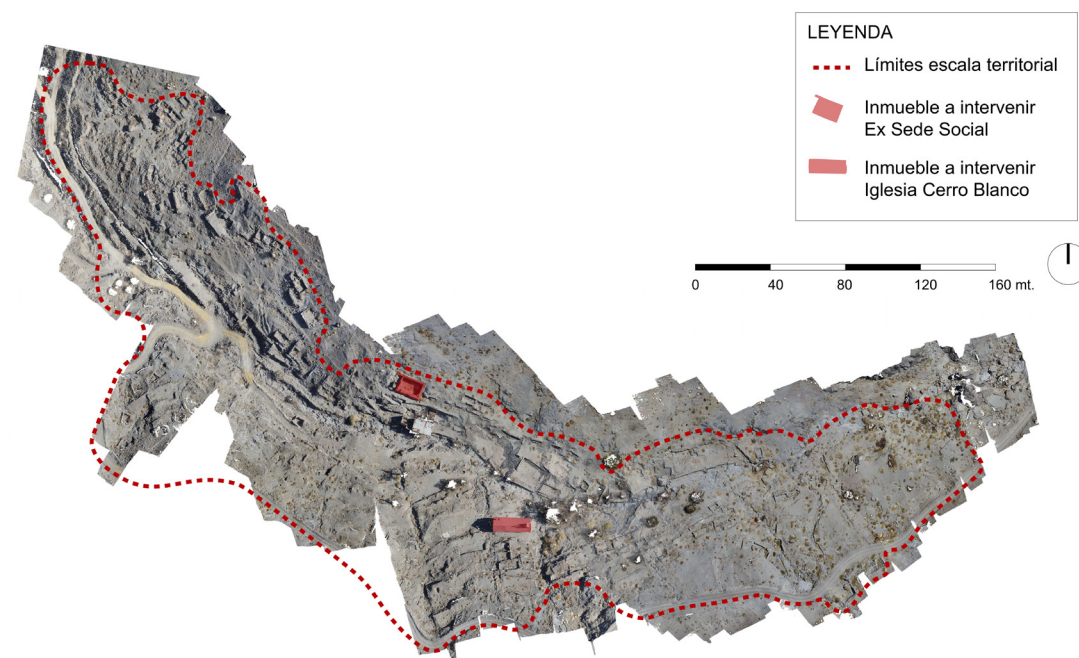 LEYENDA
Límites escala territorial
Inmueble a intervenir
Ex Sede Social
Inmueble a intervenir
Iglesia Cerro Blanco
0 40 80 120 160 mt.